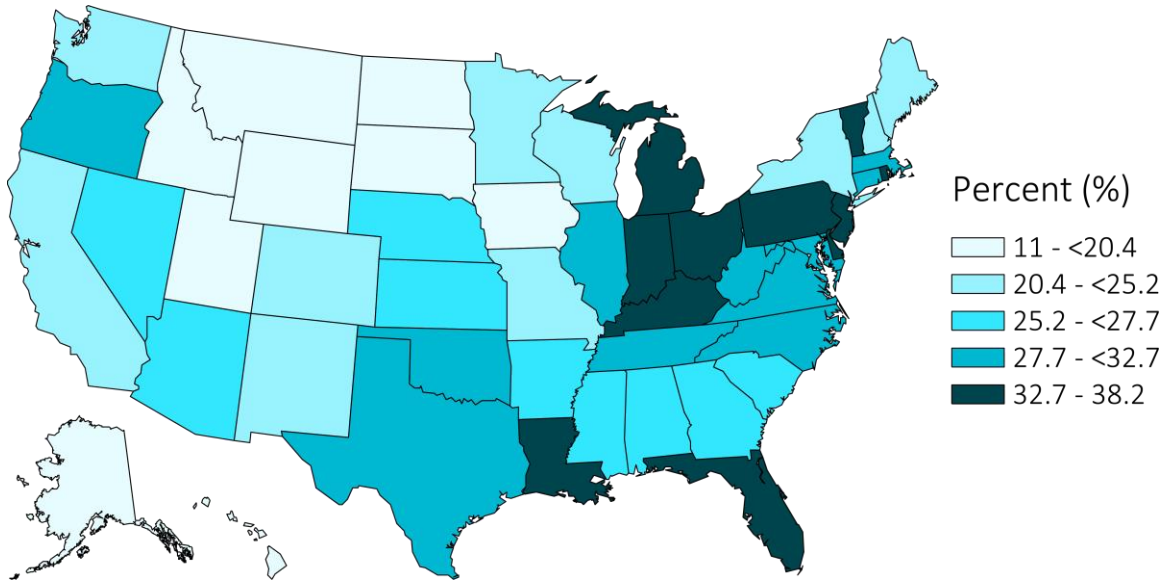 Percent (%)
11 - <20.4
20.4 - <25.2
25.2 - <27.7
27.7 - <32.7
32.7 - 38.2